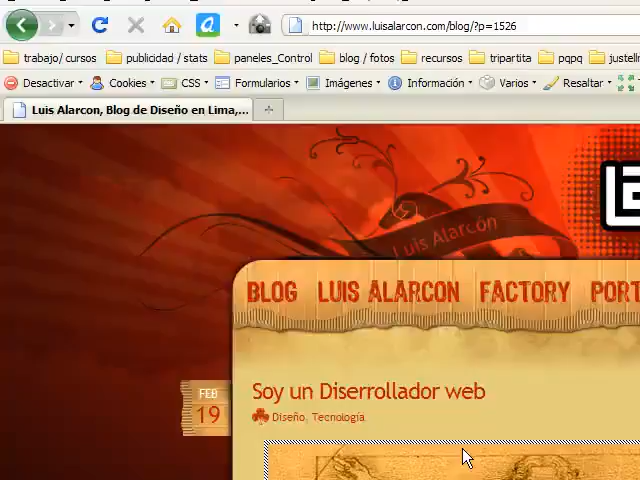 http://www.luisalarcon.com/blog/?p=1526
trabajo/ cursos publicidad / stats paneles_Control blog / fotos recursos tripartita pqpq justelln
Desactivar Cookies CSS Formularios Imágenes Información Varios Resaltar
Luis Alarcon, Blog de Diseño en Lima,...
Luis Alarcón
BLOG LUIS ALARCON FACTORY PORT
FEB
19
Soy un Diserrollador web
Diseño, Tecnología